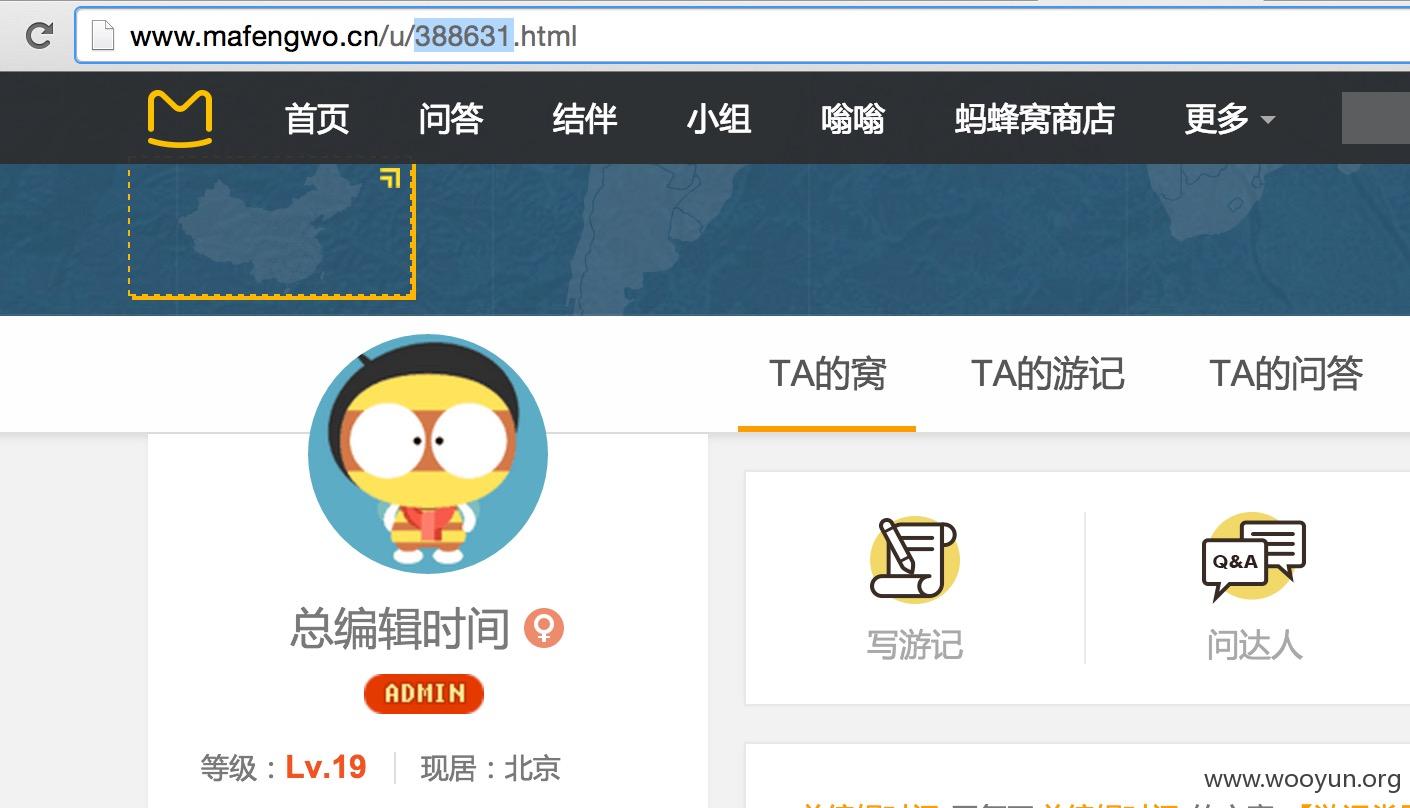 www.mafengwo.cn/u/388631.html
首页 问答 结伴 小组 嗡嗡 蚂蜂窝商店 更多
TA的窝 TA的游记 TA的问答
Q&A
写游记 问达人
总编辑时间
ADMIN
等级：Lv.19 现居：北京
www.wooyun.org